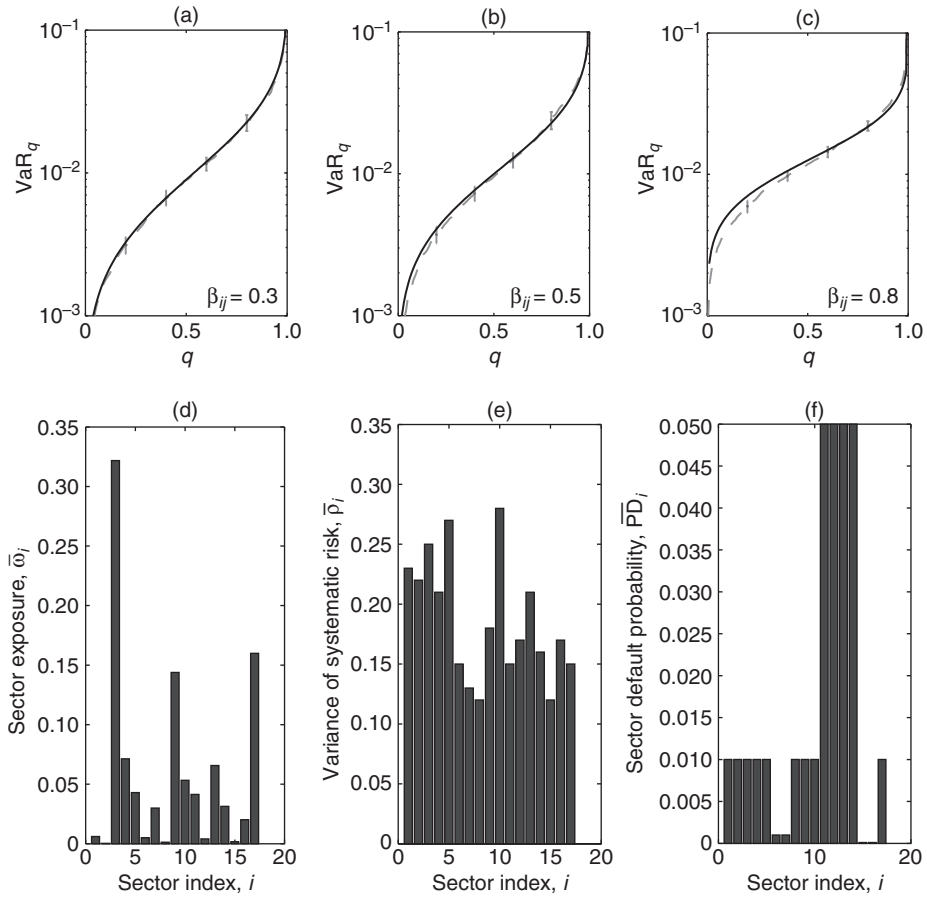 (a)
10⁻¹
10⁻²
10⁻³
VaR_q
0
0.5
1.0
q
β_ij = 0.3
(b)
10⁻¹
10⁻²
10⁻³
VaR_q
0
0.5
1.0
q
β_ij = 0.5
(c)
10⁻¹
10⁻²
10⁻³
VaR_q
0
0.5
1.0
q
β_ij = 0.8
(d)
0.35
0.30
0.25
0.20
0.15
0.10
0.05
0
Sector exposure, ω̄_i
0
5
10
15
20
Sector index, i
(e)
0.35
0.30
0.25
0.20
0.15
0.10
0.05
0.00
Variance of systematic risk, ρ̄_i
0
5
10
15
20
Sector index, i
(f)
0.050
0.045
0.040
0.035
0.030
0.025
0.020
0.015
0.010
0.005
0
Sector default probability, P̅D̅_i
0
10
20
Sector index, i